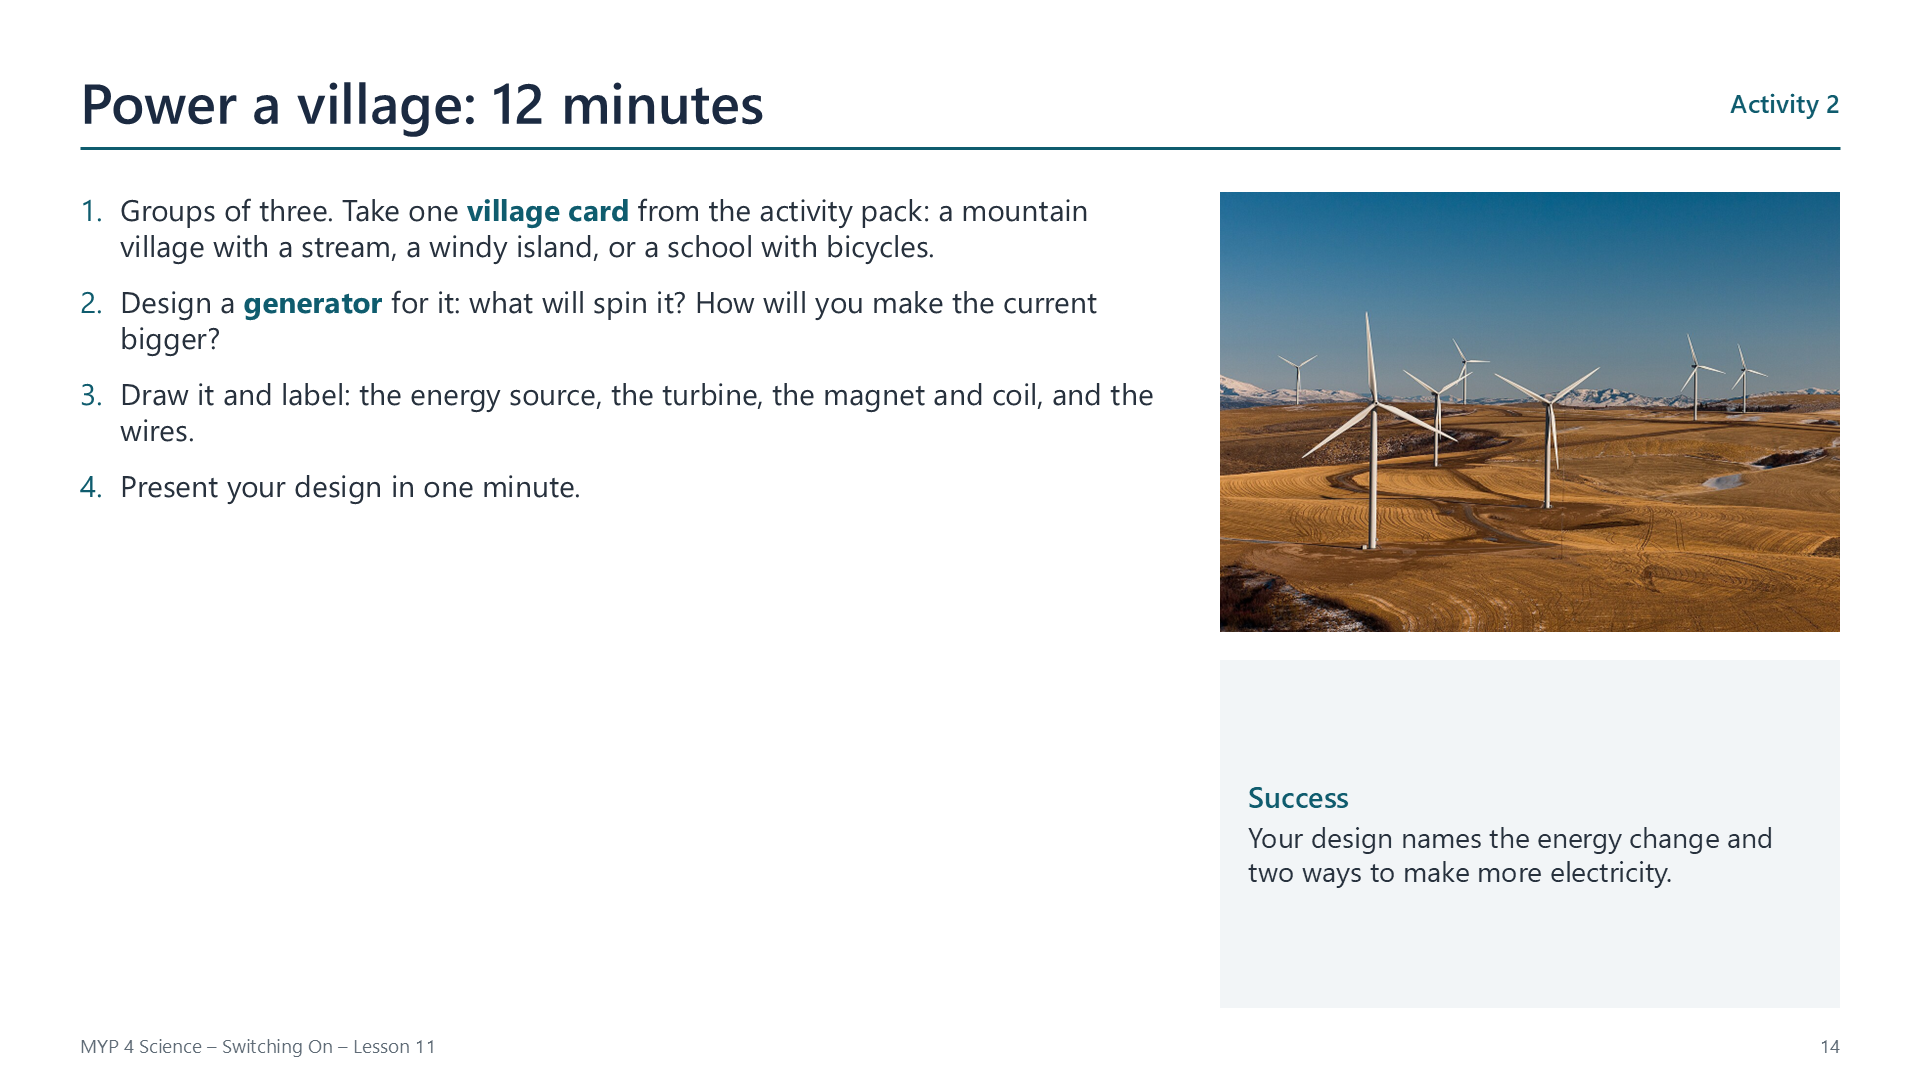 Power a village: 12 minutes
Activity 2
1. Groups of three. Take one village card from the activity pack: a mountain
village with a stream, a windy island, or a school with bicycles.
2. Design a generator for it: what will spin it? How will you make the current
bigger?
3. Draw it and label: the energy source, the turbine, the magnet and coil, and the
wires.
4. Present your design in one minute.
Success
Your design names the energy change and
two ways to make more electricity.
MYP 4 Science – Switching On – Lesson 11
14